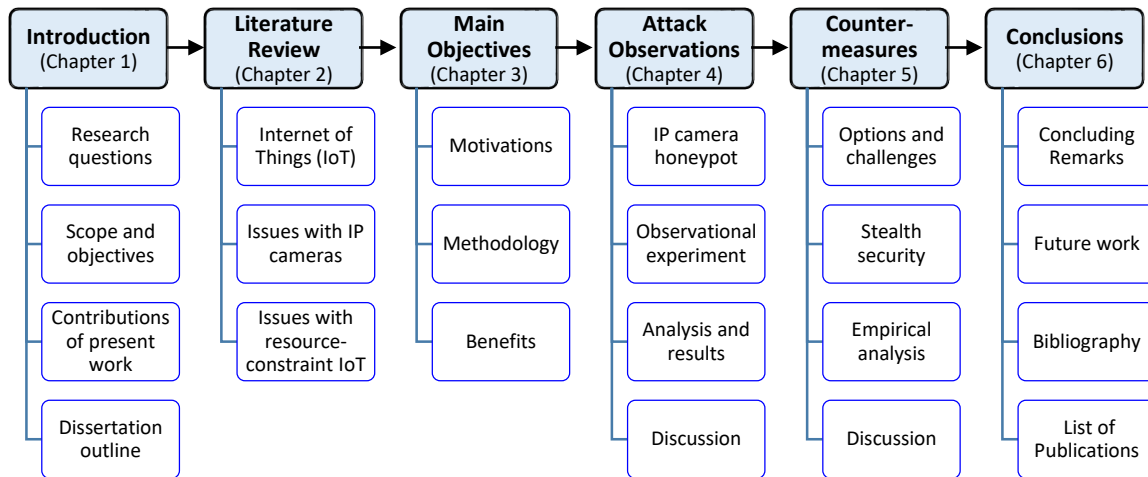 Introduction
(Chapter 1)
Research
questions
Scope and
objectives
Contributions
of present
work
Dissertation
outline
Literature
Review
(Chapter 2)
Internet of
Things (IoT)
Issues with IP
cameras
Issues with
resource-
constraint IoT
Main
Objectives
(Chapter 3)
Motivations
Methodology
Benefits
Attack
Observations
(Chapter 4)
IP camera
honeypot
Observational
experiment
Analysis and
results
Discussion
Counter-
measures
(Chapter 5)
Options and
challenges
Stealth
security
Empirical
analysis
Discussion
Conclusions
(Chapter 6)
Concluding
Remarks
Future work
Bibliography
List of
Publications